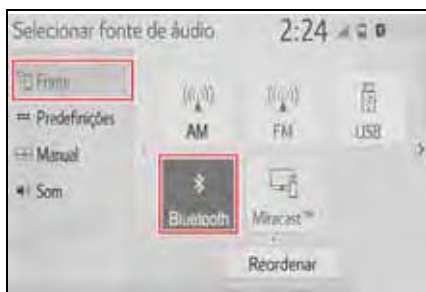 Selecionar fonte de áudio 2:24
Fonte
Predefinições
Manual
Som
AM FM USB
Bluetooth Miracast™
Reordenar